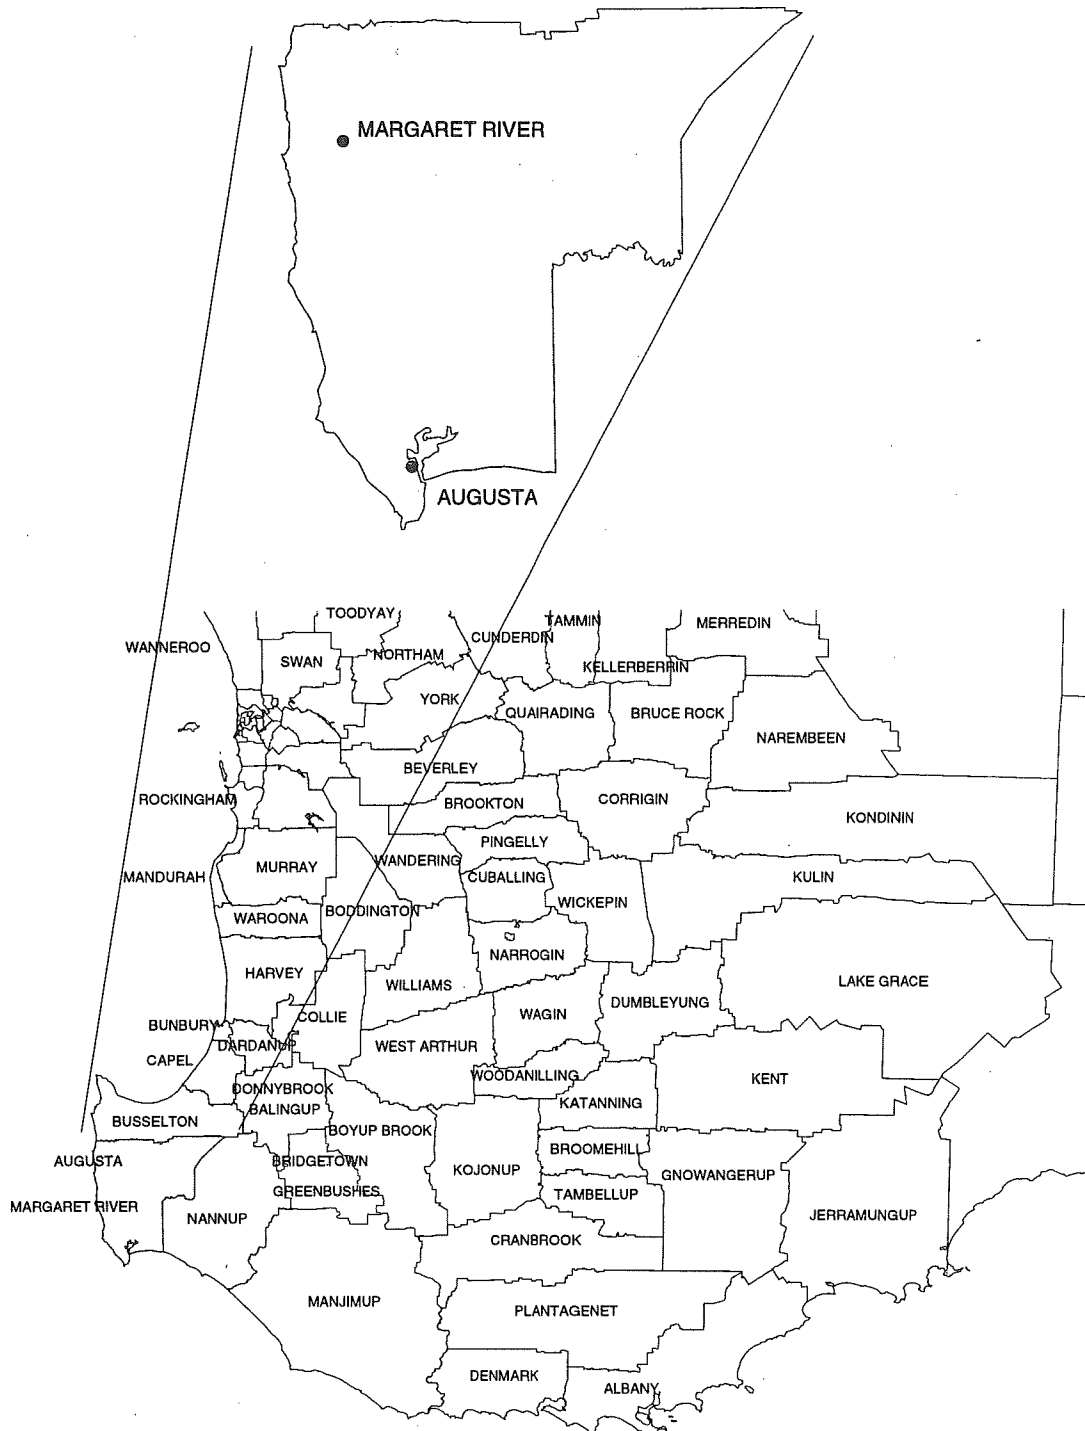 MARGARET RIVER
AUGUSTA
TOODYAY
TAMMIN
MERREDIN
WANNEROO
CUNDERDIN
NORTHAM
SWAN
KELLERBERRIN
YORK
QUAIRADING
BRUCE ROCK
NAREMBEEN
BEVERLEY
ROCKINGHAM
BROOKTON
CORRIGIN
KONDININ
PINGELLY
MURRAY
WANDERING
MANDURAH
CUBALLING
KULIN
WICKEPIN
WAROONA
BODDINGTON
NARROGIN
HARVEY
WILLIAMS
LAKE GRACE
DUMBLEYUNG
COLLIE
WAGIN
BUNBURY
DARDANUP
WEST ARTHUR
CAPEL
WOODANILLING
KENT
DONNYBROOK
BALINGUP
KATANNING
BUSSELTON
BOYUP BROOK
BROOMEHILL
AUGUSTA
BRIDGETOWN
KOJONUP
GNOWANGERUP
GREENBUSHES
TAMBELLUP
MARGARET RIVER
NANNUP
JERRAMUNGUP
CRANBROOK
MANJIMUP
PLANTAGENET
DENMARK
ALBANY